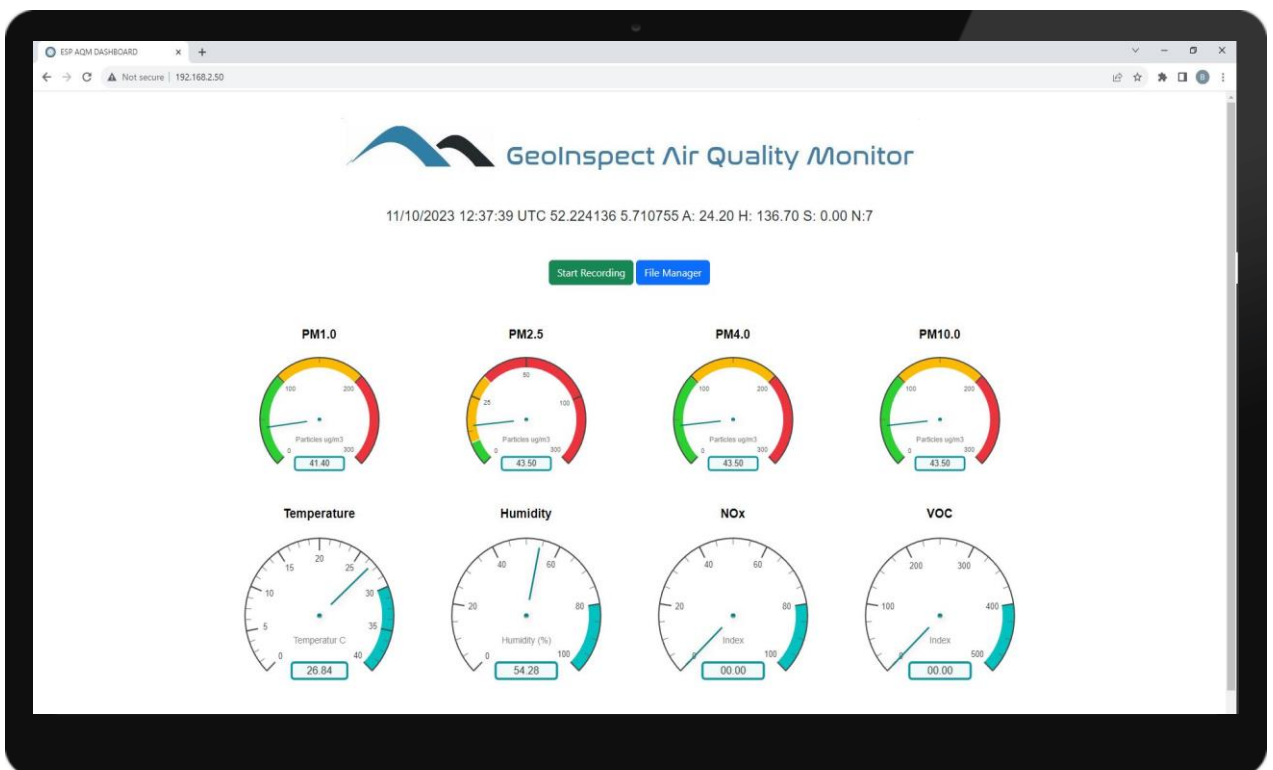 ESP AQM DASHBOARD
Not secure | 192.168.2.50
GeoInspect Air Quality Monitor
11/10/2023 12:37:39 UTC 52.224136 5.710755 A: 24.20 H: 136.70 S: 0.00 N:7
Start Recording File Manager
PM1.0 PM2.5 PM4.0 PM10.0
50
100 200 25 100 100 200 100 200
Particles ug/m3 Particles ug/m3 Particles ug/m3 Particles ug/m3
0 300 0 300 0 300 0 300
41.40 43.50 43.50 43.50
Temperature Humidity NOx VOC
15 20 25 40 60 40 60 200 300
10 30 20 80 20 80 100 400
5 35
Temperatur C Humidity (%) Index Index
0 40 0 100 0 100 0 500
26.84 54.28 00.00 00.00